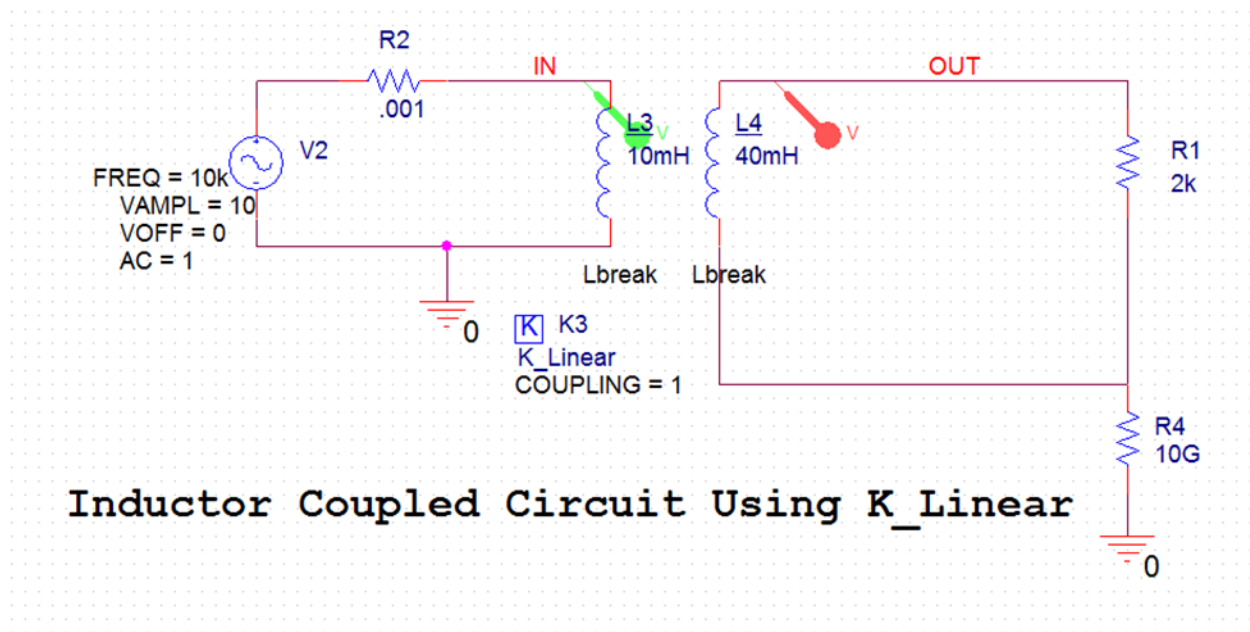 R2
.001
IN
OUT
V2
FREQ = 10k
VAMPL = 10
VOFF = 0
AC = 1
L3
10mH
V
L4
40mH
V
R1
2k
Lbreak
Lbreak
0
K K3
K_Linear
COUPLING = 1
R4
10G
Inductor Coupled Circuit Using K_Linear
0